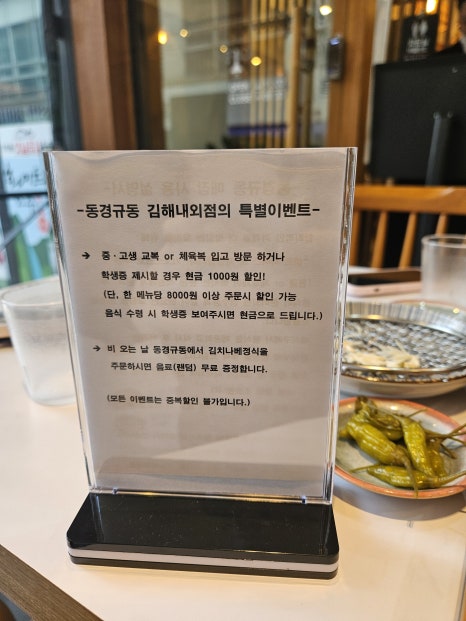 -동경규동 김해내외점의 특별이벤트-
→ 중·고생 교복 or 체육복 입고 방문 하거나
학생증 제시할 경우 현금 1000원 할인!
(단, 한 메뉴당 8000원 이상 주문시 할인 가능
음식 수령 시 학생증 보여주시면 현금으로 드립니다.)
→ 비 오는 날 동경규동에서 김치나베정식을
주문하시면 음료(랜덤) 무료 증정합니다.
(모든 이벤트는 중복할인 불가입니다.)